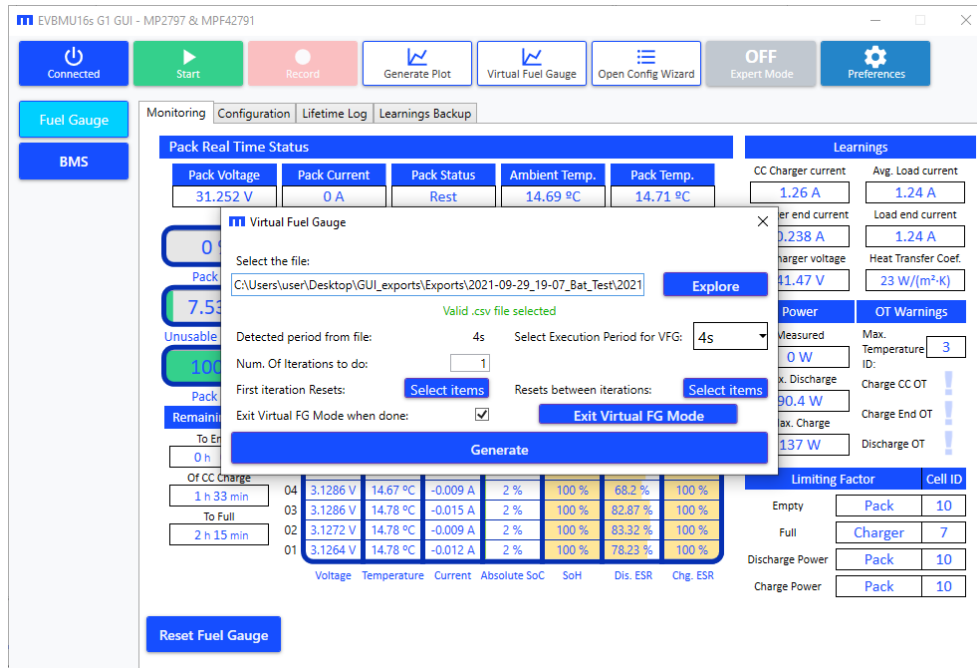 EVBMU16s G1 GUI - MP2797 & MPF42791
Connected
Start
Record
Generate Plot
Virtual Fuel Gauge
Open Config Wizard
OFF
Expert Mode
Preferences
Fuel Gauge
BMS
Monitoring Configuration Lifetime Log Learnings Backup
Pack Real Time Status
Pack Voltage Pack Current Pack Status Ambient Temp. Pack Temp.
31.252 V 0 A Rest 14.69 ºC 14.71 ºC
0
Pack
7.53
Unusable
100
Pack
Remaini
To
0 h
Of CC Charge
1 h 33 min
To Full
2 h 15 min
Virtual Fuel Gauge
Select the file:
C:\Users\user\Desktop\GUI_exports\Exports\2021-09-29_19-07_Bat_Test\2021
Explore
Valid .csv file selected
Detected period from file: 4s Select Execution Period for VFG: 4s
Num. Of Iterations to do: 1
First iteration Resets: Select items Resets between iterations: Select items
Exit Virtual FG Mode when done: Exit Virtual FG Mode
Generate
04 3.1286 V 14.67 ºC -0.009 A 2 % 100 % 68.2 % 100 %
03 3.1286 V 14.78 ºC -0.015 A 2 % 100 % 82.87 % 100 %
02 3.1272 V 14.78 ºC -0.009 A 2 % 100 % 83.32 % 100 %
01 3.1264 V 14.78 ºC -0.012 A 2 % 100 % 78.23 % 100 %
Voltage Temperature Current Absolute SoC SoH Dis. ESR Chg. ESR
Reset Fuel Gauge
Learnings
CC Charger current Avg. Load current
1.26 A 1.24 A
er end current Load end current
0.238 A 1.24 A
harger voltage Heat Transfer Coef.
41.47 V 23 W/(m²·K)
Power
Measured
0 W
x. Discharge
90.4 W
ax. Charge
137 W
OT Warnings
Max.
Temperature
ID:
3
Charge CC OT
Charge End OT
Discharge OT
Limiting Factor Cell ID
Empty Pack 10
Full Charger 7
Discharge Power Pack 10
Charge Power Pack 10